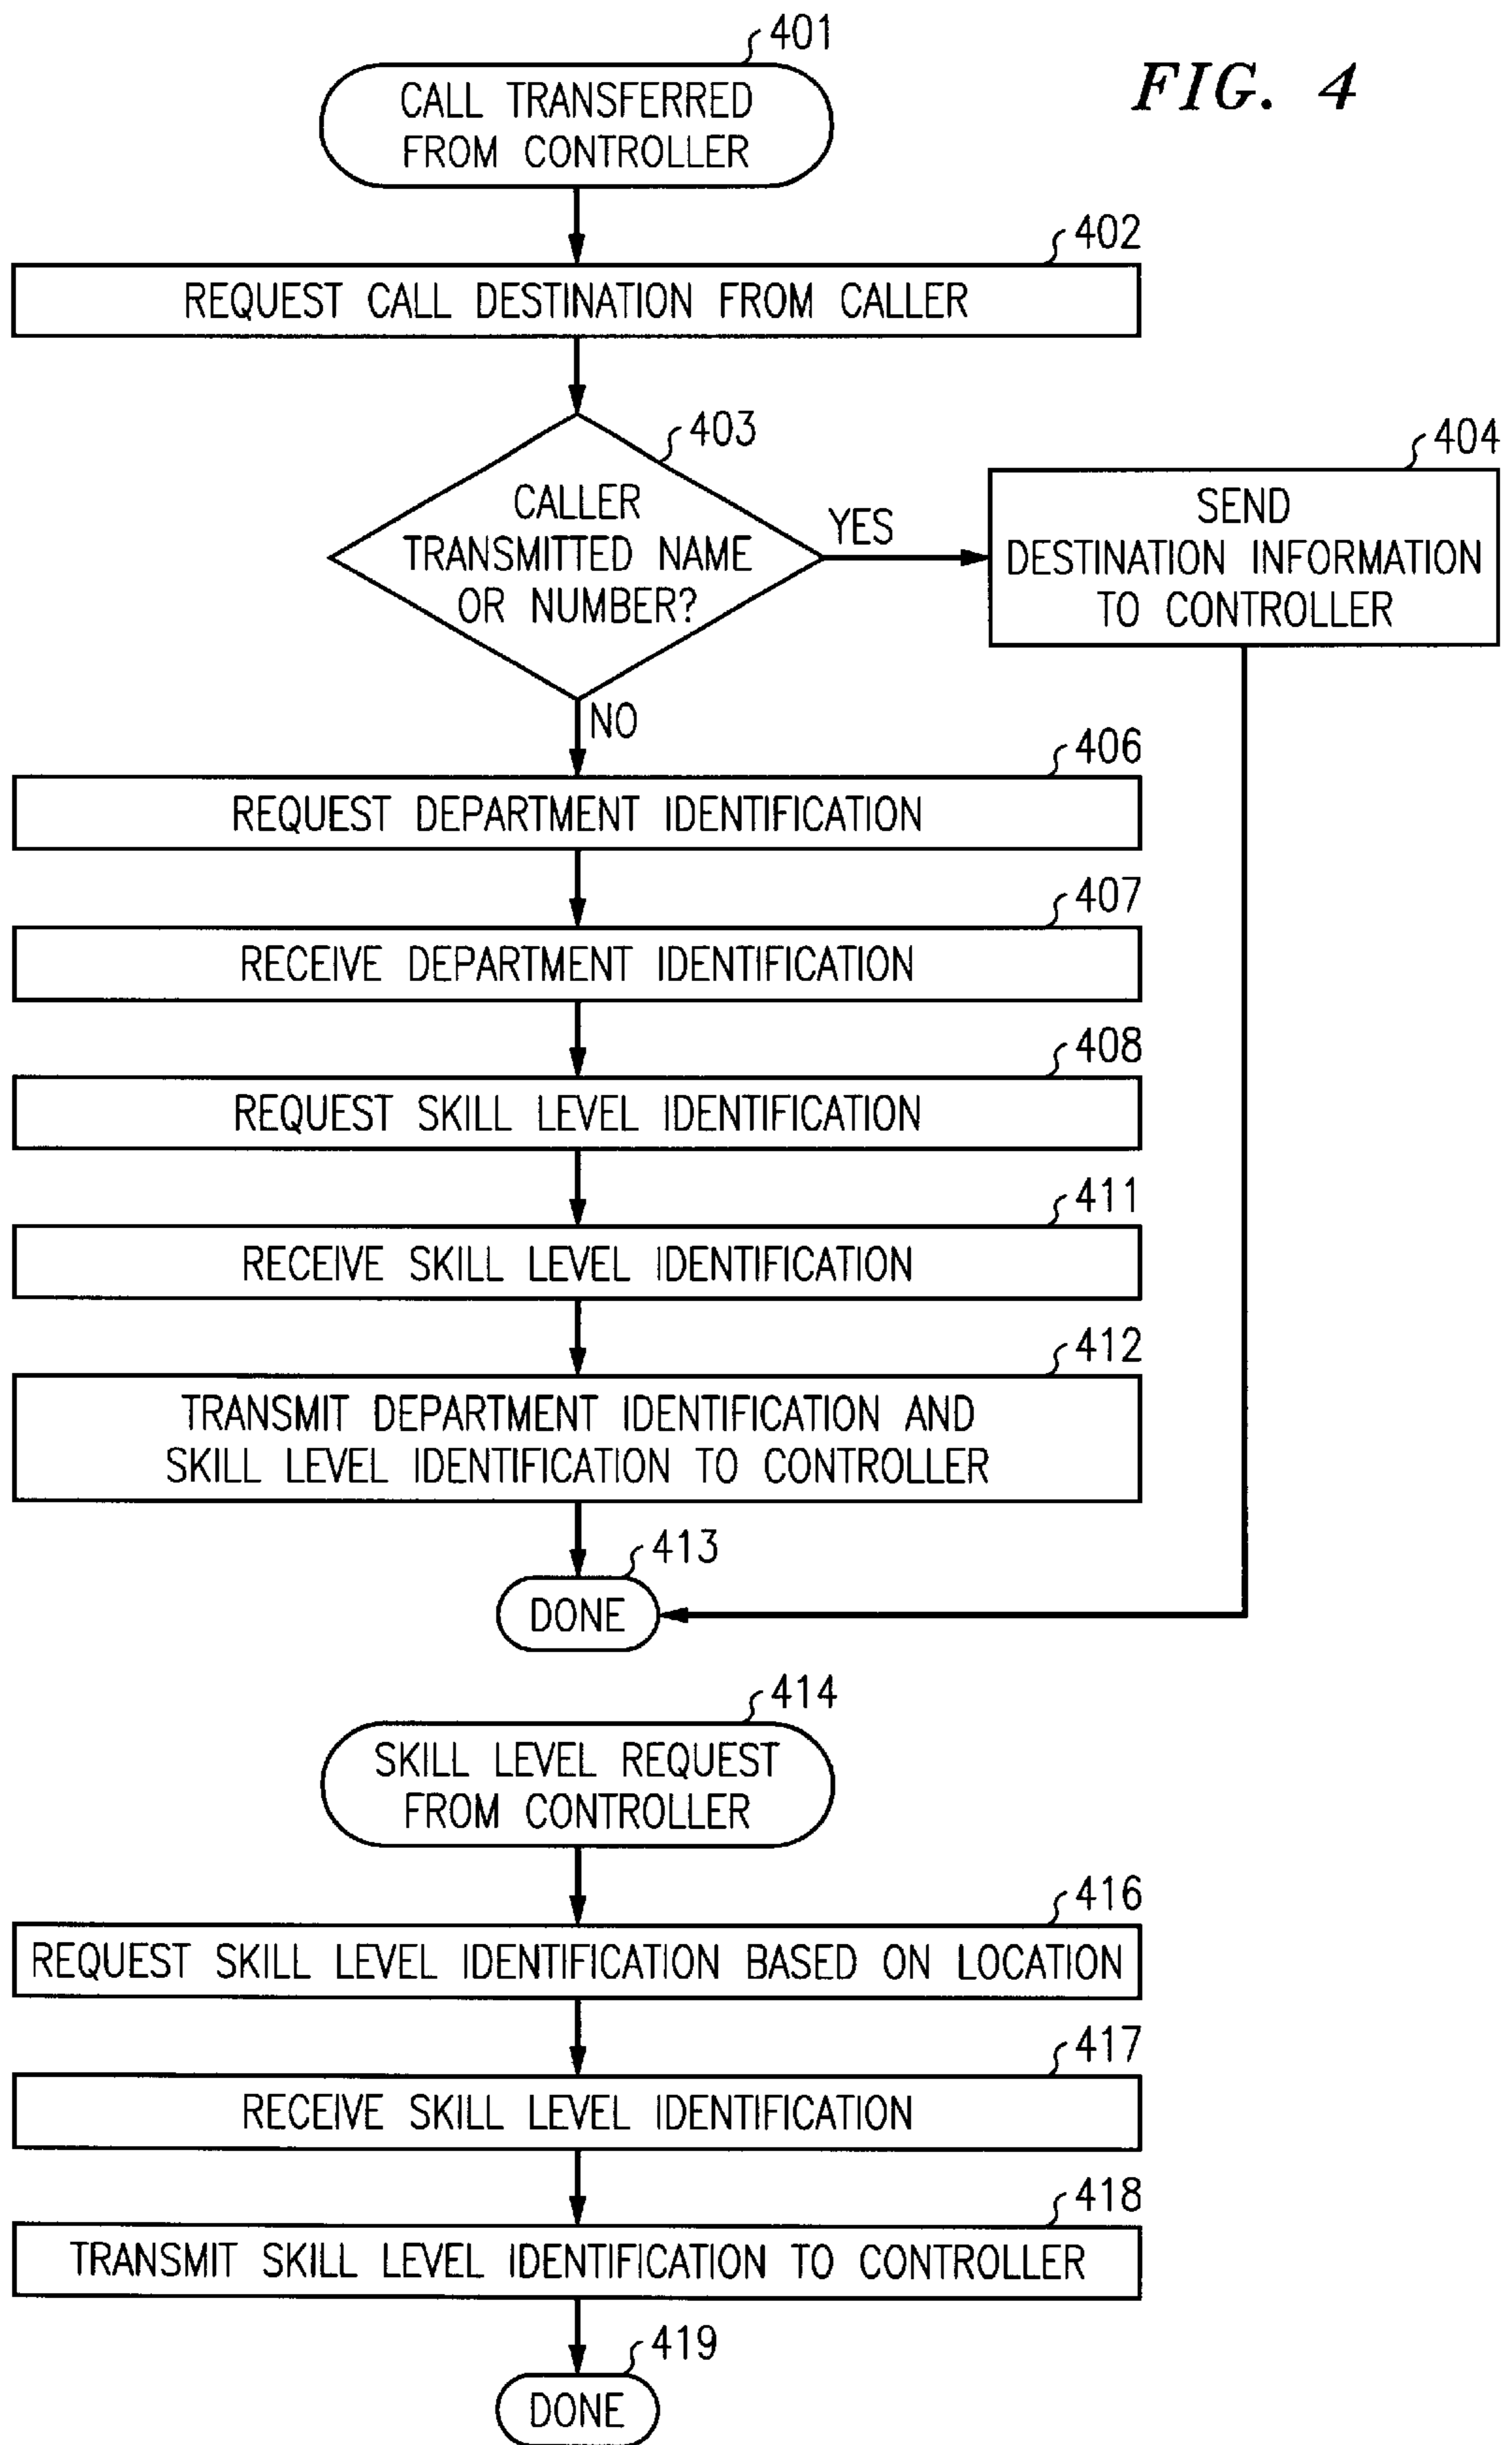 401
FIG. 4
CALL TRANSFERRED
FROM CONTROLLER
402
REQUEST CALL DESTINATION FROM CALLER
403
CALLER
TRANSMITTED NAME
OR NUMBER?
YES
404
SEND
DESTINATION INFORMATION
TO CONTROLLER
NO
406
REQUEST DEPARTMENT IDENTIFICATION
407
RECEIVE DEPARTMENT IDENTIFICATION
408
REQUEST SKILL LEVEL IDENTIFICATION
411
RECEIVE SKILL LEVEL IDENTIFICATION
412
TRANSMIT DEPARTMENT IDENTIFICATION AND
SKILL LEVEL IDENTIFICATION TO CONTROLLER
413
DONE
414
SKILL LEVEL REQUEST
FROM CONTROLLER
416
REQUEST SKILL LEVEL IDENTIFICATION BASED ON LOCATION
417
RECEIVE SKILL LEVEL IDENTIFICATION
418
TRANSMIT SKILL LEVEL IDENTIFICATION TO CONTROLLER
419
DONE